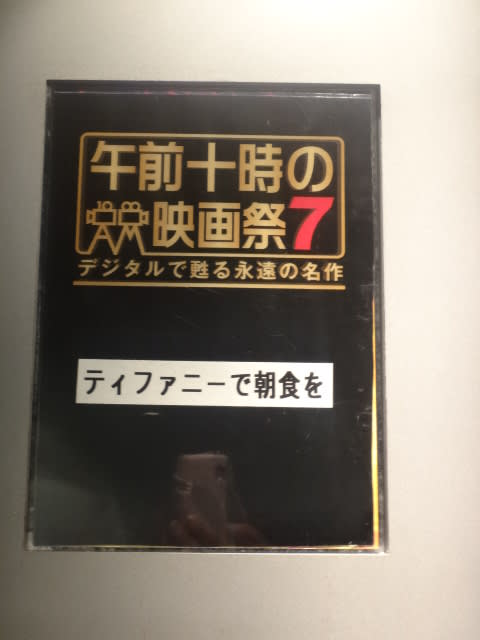 午前十時の
映画祭7
デジタルで甦る永遠の名作
ティファニーで朝食を